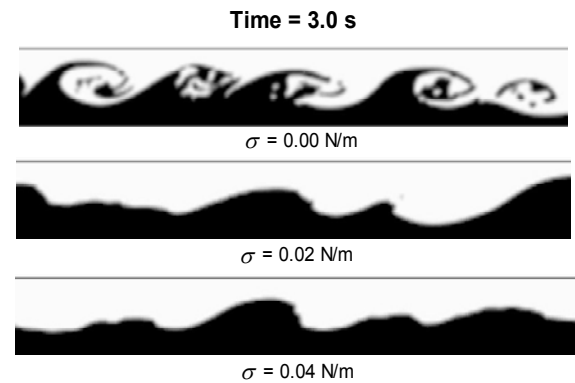 Time = 3.0 s
σ = 0.00 N/m
σ = 0.02 N/m
σ = 0.04 N/m